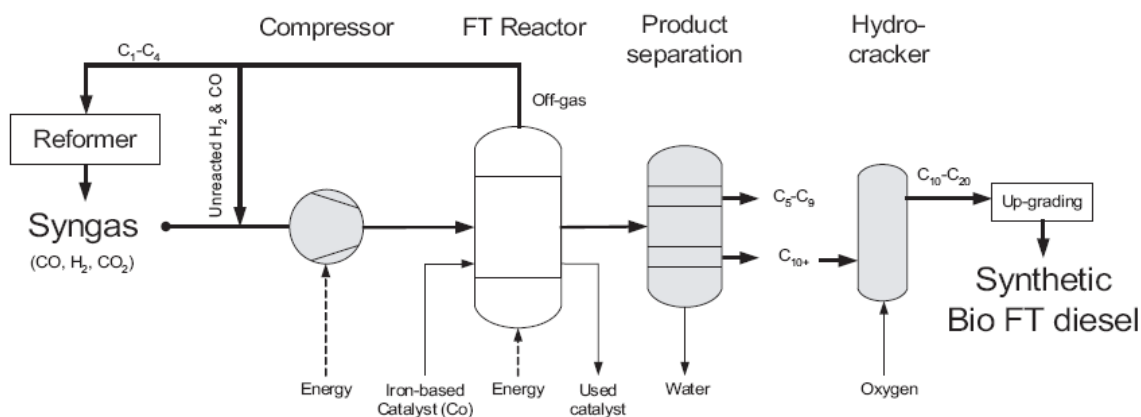 Compressor
FT Reactor
Product
separation
Hydro-
cracker
C₁-C₄
Off-gas
Reformer
Unreacted H₂ & CO
Syngas
(CO, H₂, CO₂)
C₅-C₉
C₁₀₊
C₁₀-C₂₀
Up-grading
Synthetic
Bio FT diesel
Energy
Iron-based
Catalyst (Co)
Energy
Used
catalyst
Water
Oxygen